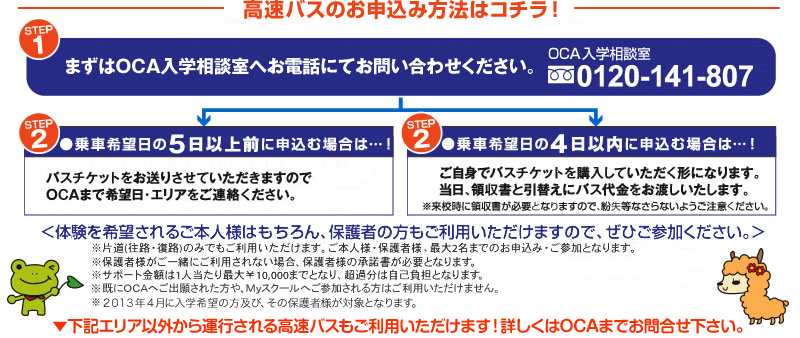 高速バスのお申込み方法はコチラ！
STEP
1
まずはOCA入学相談室へお電話にてお問い合わせください。
OCA入学相談室
0120-141-807
STEP
2
●乗車希望日の5日以上前に申込む場合は…！
バスチケットをお送りさせていただきますので
OCAまで希望日・エリアをご連絡ください。
STEP
2
●乗車希望日の4日以内に申込む場合は…！
ご自身でバスチケットを購入していただく形になります。
当日、領収書と引替えにバス代金をお渡しいたします。
※来校時に領収書が必要となりますので、紛失等なさらないようご注意ください。
＜体験を希望されるご本人様はもちろん、保護者の方もご利用いただけますので、ぜひご参加ください。＞
※片道(往路・復路)のみでもご利用いただけます。ご本人様・保護者様、最大2名までのお申込み・ご参加となります。
※保護者様がご一緒にご利用されない場合、保護者様の承諾書が必要となります。
※サポート金額は1人当たり最大￥10,000までとなり、超過分は自己負担となります。
※既にOCAへご出願された方や、Myスクールへご参加される方はご利用いただけません。
※2013年4月に入学希望の方及び、その保護者様が対象となります。
▼下記エリア以外から運行される高速バスもご利用いただけます！詳しくはOCAまでお問合せ下さい。